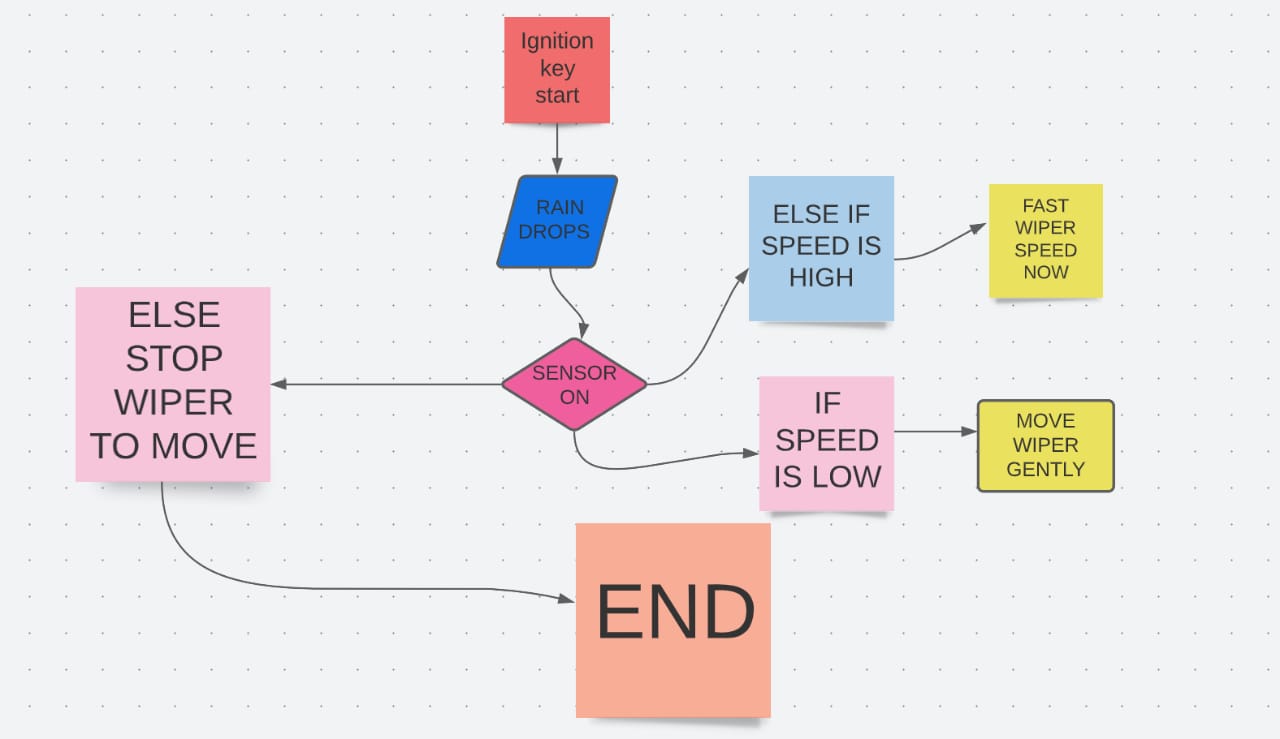 Ignition
key
start
RAIN
DROPS
ELSE IF
SPEED IS
HIGH
FAST
WIPER
SPEED
NOW
ELSE
STOP
WIPER
TO MOVE
SENSOR
ON
IF
SPEED
IS LOW
MOVE
WIPER
GENTLY
END